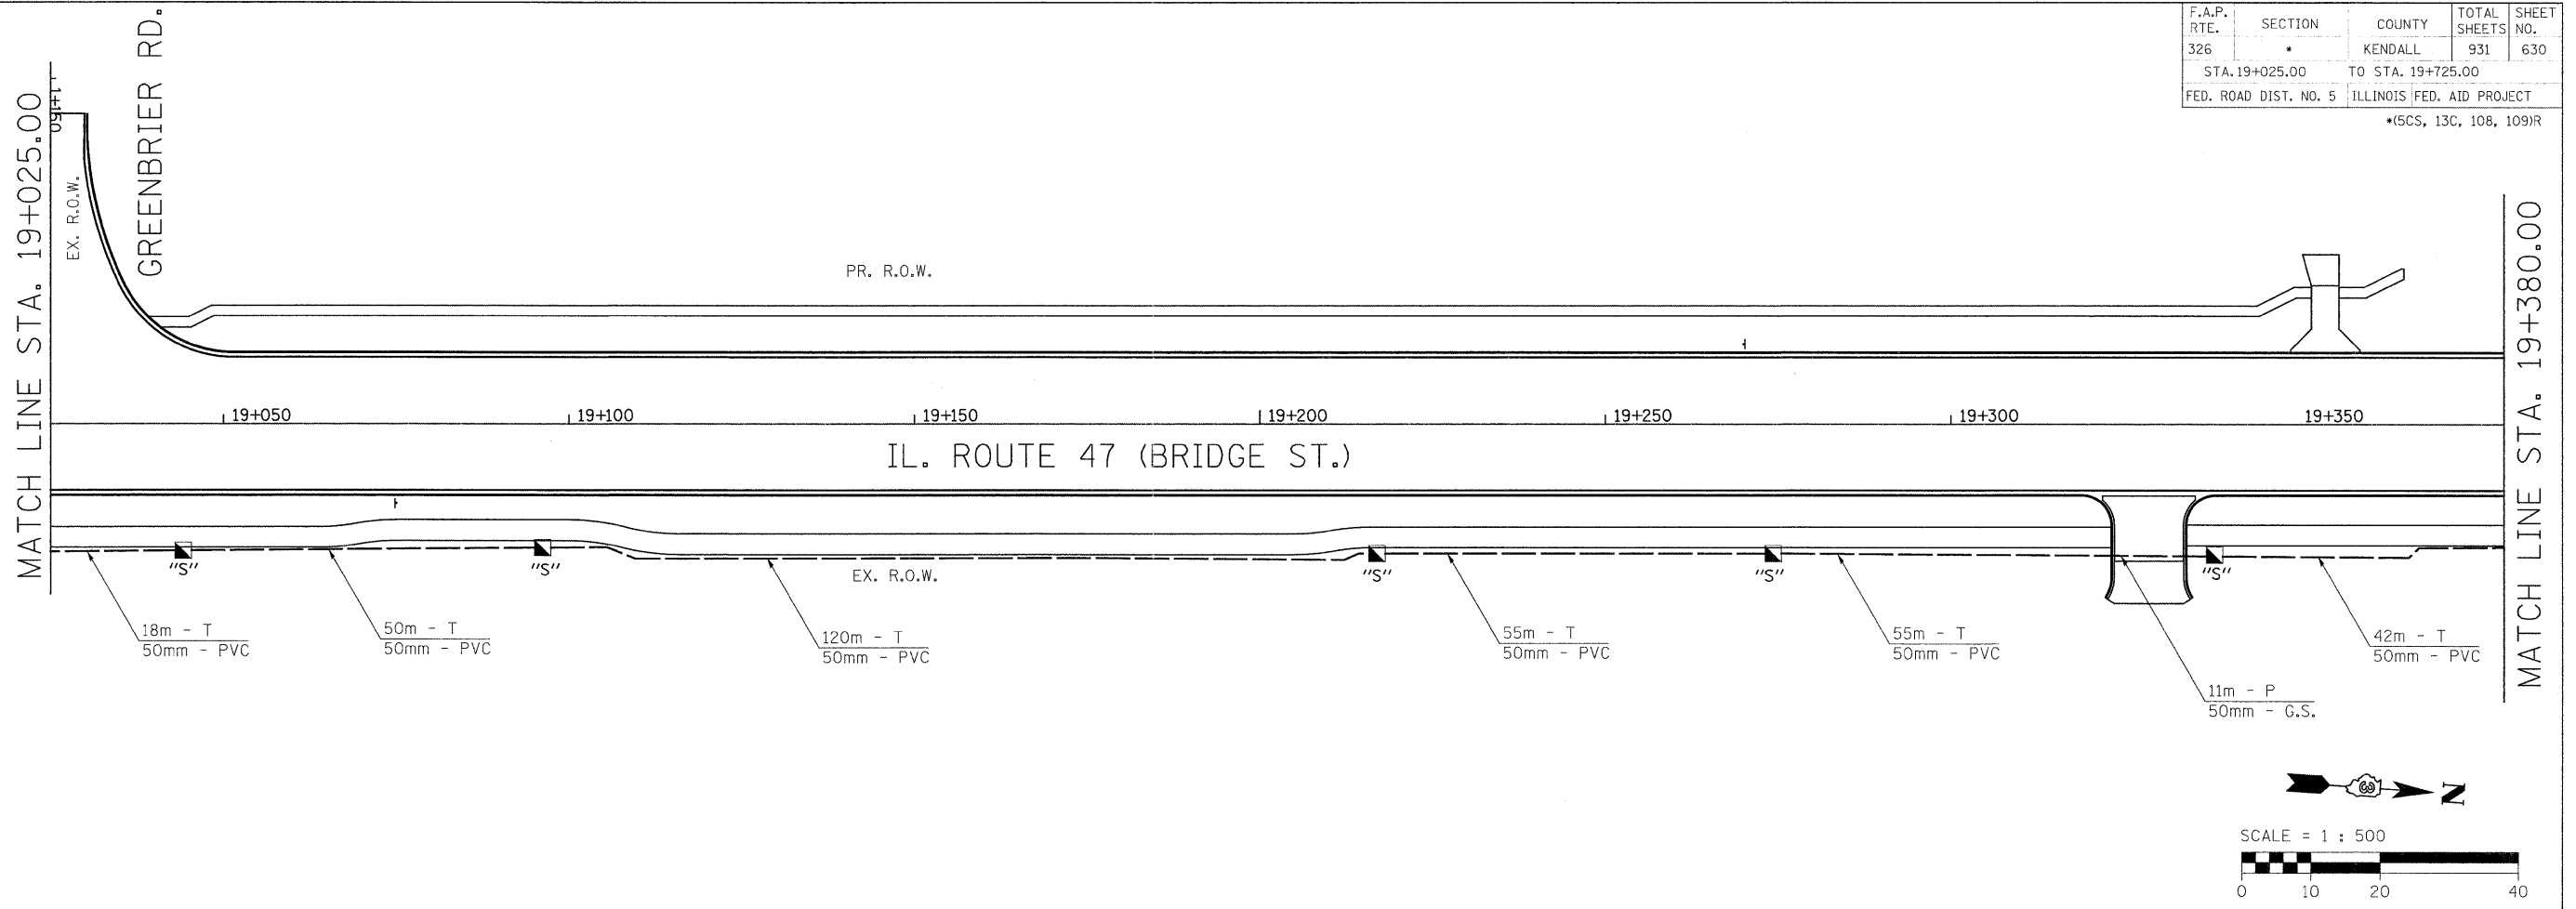 F.A.P. RTE. SECTION COUNTY TOTAL SHEETS SHEET NO.
326 * KENDALL 931 630
STA.19+025.00 TO STA. 19+725.00
FED. ROAD DIST. NO. 5 ILLINOIS FED. AID PROJECT
*(5CS, 13C, 108, 109)R
MATCH LINE STA. 19+025.00
1+150
EX. R.O.W.
GREENBRIER RD.
PR. R.O.W.
MATCH LINE STA. 19+380.00
19+050 19+100 19+150 19+200 19+250 19+300 19+350
IL. ROUTE 47 (BRIDGE ST.)
"S" "S" "S" "S" "S"
EX. R.O.W.
18m - T
50mm - PVC
50m - T
50mm - PVC
120m - T
50mm - PVC
55m - T
50mm - PVC
55m - T
50mm - PVC
42m - T
50mm - PVC
11m - P
50mm - G.S.
3 N
SCALE = 1 : 500
0 10 20 40